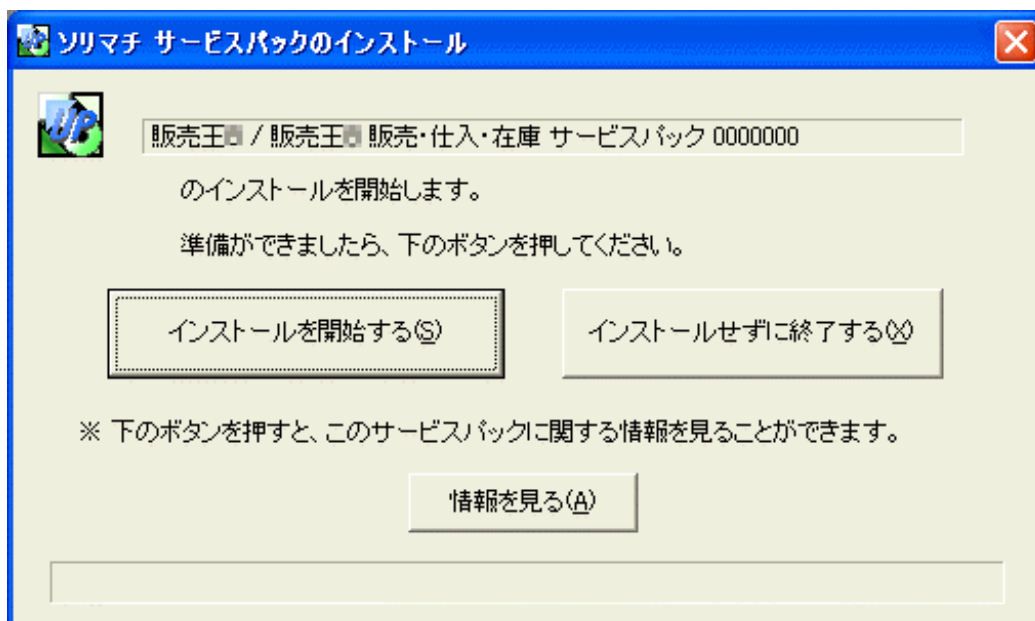 ソリマチ サービスパックのインストール
UP
販売王 / 販売王 販売・仕入・在庫 サービスパック 0000000
のインストールを開始します。
準備ができましたら、下のボタンを押してください。
インストールを開始する(S) インストールせずに終了する(X)
※ 下のボタンを押すと、このサービスパックに関する情報を見ることができます。
情報を見る(A)